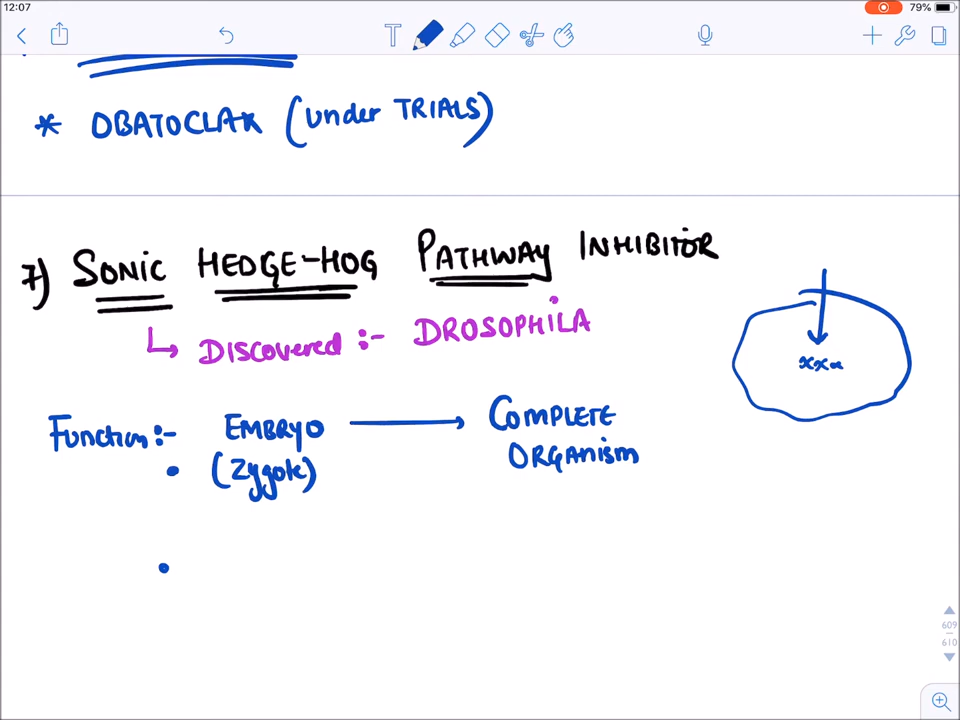 12:07
79%
T
* OBATOCLAX (under TRIALS)
7) SONIC HEDGE-HOG PATHWAY INHIBITOR
↳ DISCOVERED :- DROSOPHILA
xxx
FUNCTION :- EMBRYO → COMPLETE
• (Zygote) ORGANISM
•
609
610